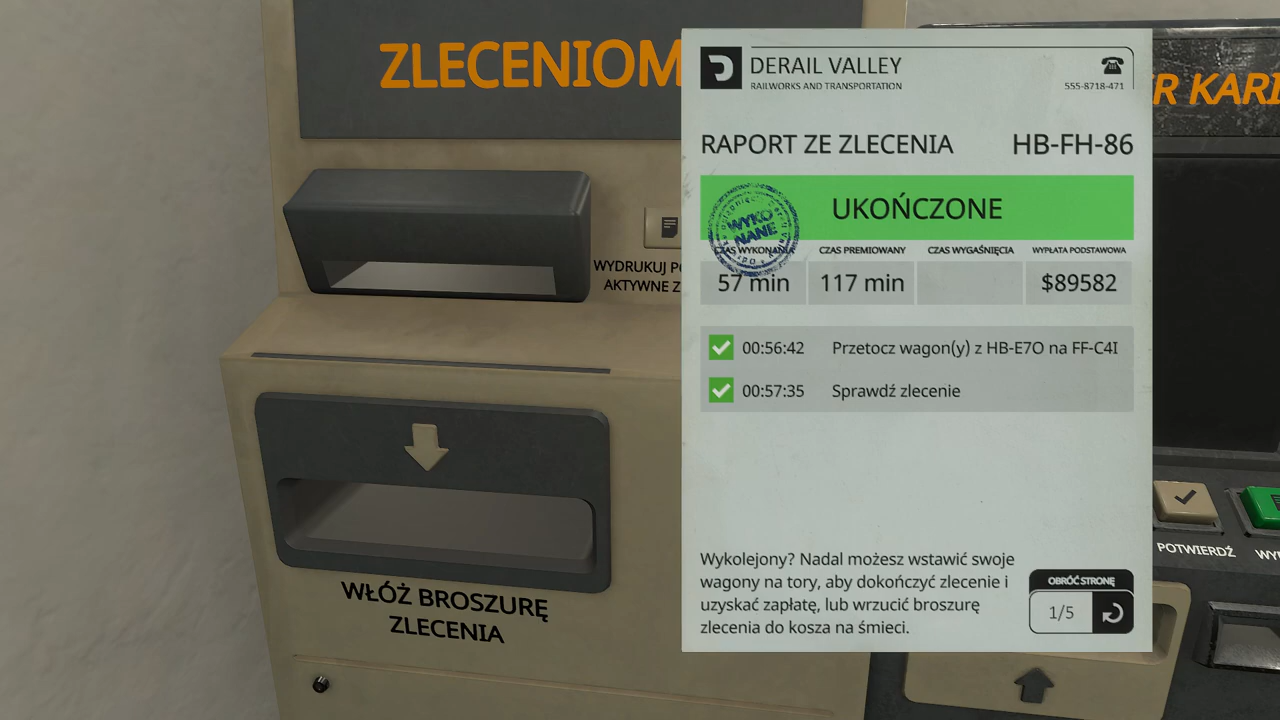 ZLECENIOM
WYDRUKUJ PO
AKTYWNE Z
WŁÓŻ BROSZURĘ
ZLECENIA
DERAIL VALLEY
RAILWORKS AND TRANSPORTATION
555-8718-471
RAPORT ZE ZLECENIA HB-FH-86
UKOŃCZONE
WYKO
NANE
CZAS WYKONANIA CZAS PREMIOWANY CZAS WYGAŚNIĘCIA WYPŁATA PODSTAWOWA
57 min 117 min $89582
00:56:42 Przetocz wagon(y) z HB-E7O na FF-C4I
00:57:35 Sprawdź zlecenie
Wykolejony? Nadal możesz wstawić swoje
wagony na tory, aby dokończyć zlecenie i
uzyskać zapłatę, lub wrzucić broszurę
zlecenia do kosza na śmieci.
OBRÓĆ STRONĘ
1/5
R KARI
POTWIERDŹ
WY